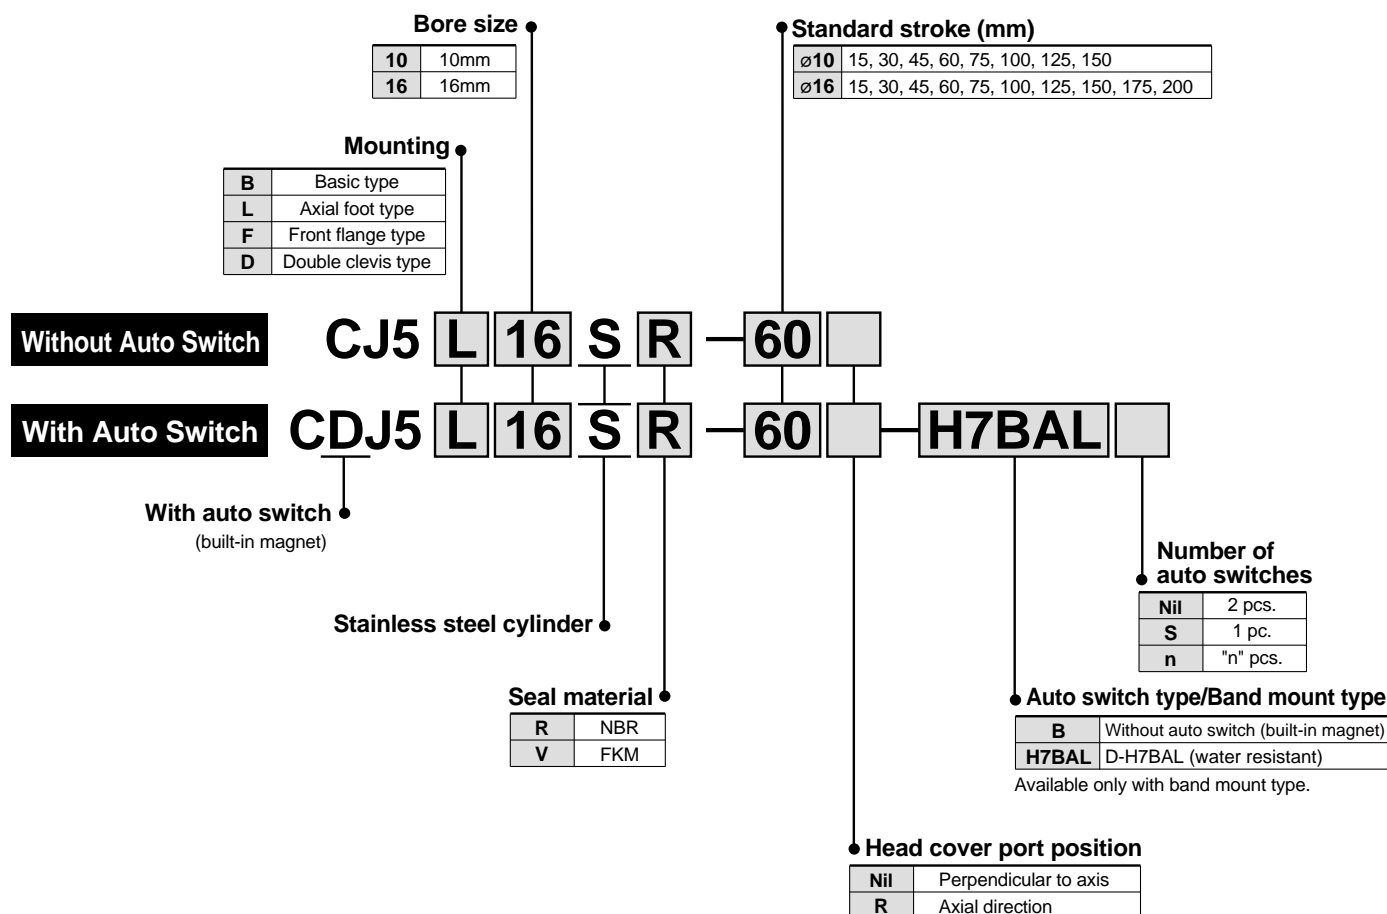 Bore size
10 10mm
16 16mm
Standard stroke (mm)
ø10 15, 30, 45, 60, 75, 100, 125, 150
ø16 15, 30, 45, 60, 75, 100, 125, 150, 175, 200
Mounting
B Basic type
L Axial foot type
F Front flange type
D Double clevis type
Without Auto Switch CJ5 L 16 S R — 60
With Auto Switch CDJ5 L 16 S R — 60 — H7BAL
With auto switch
(built-in magnet)
Number of
auto switches
Nil 2 pcs.
S 1 pc.
n "n" pcs.
Stainless steel cylinder
Seal material
R NBR
V FKM
Auto switch type/Band mount type
B Without auto switch (built-in magnet)
H7BAL D-H7BAL (water resistant)
Available only with band mount type.
Head cover port position
Nil Perpendicular to axis
R Axial direction